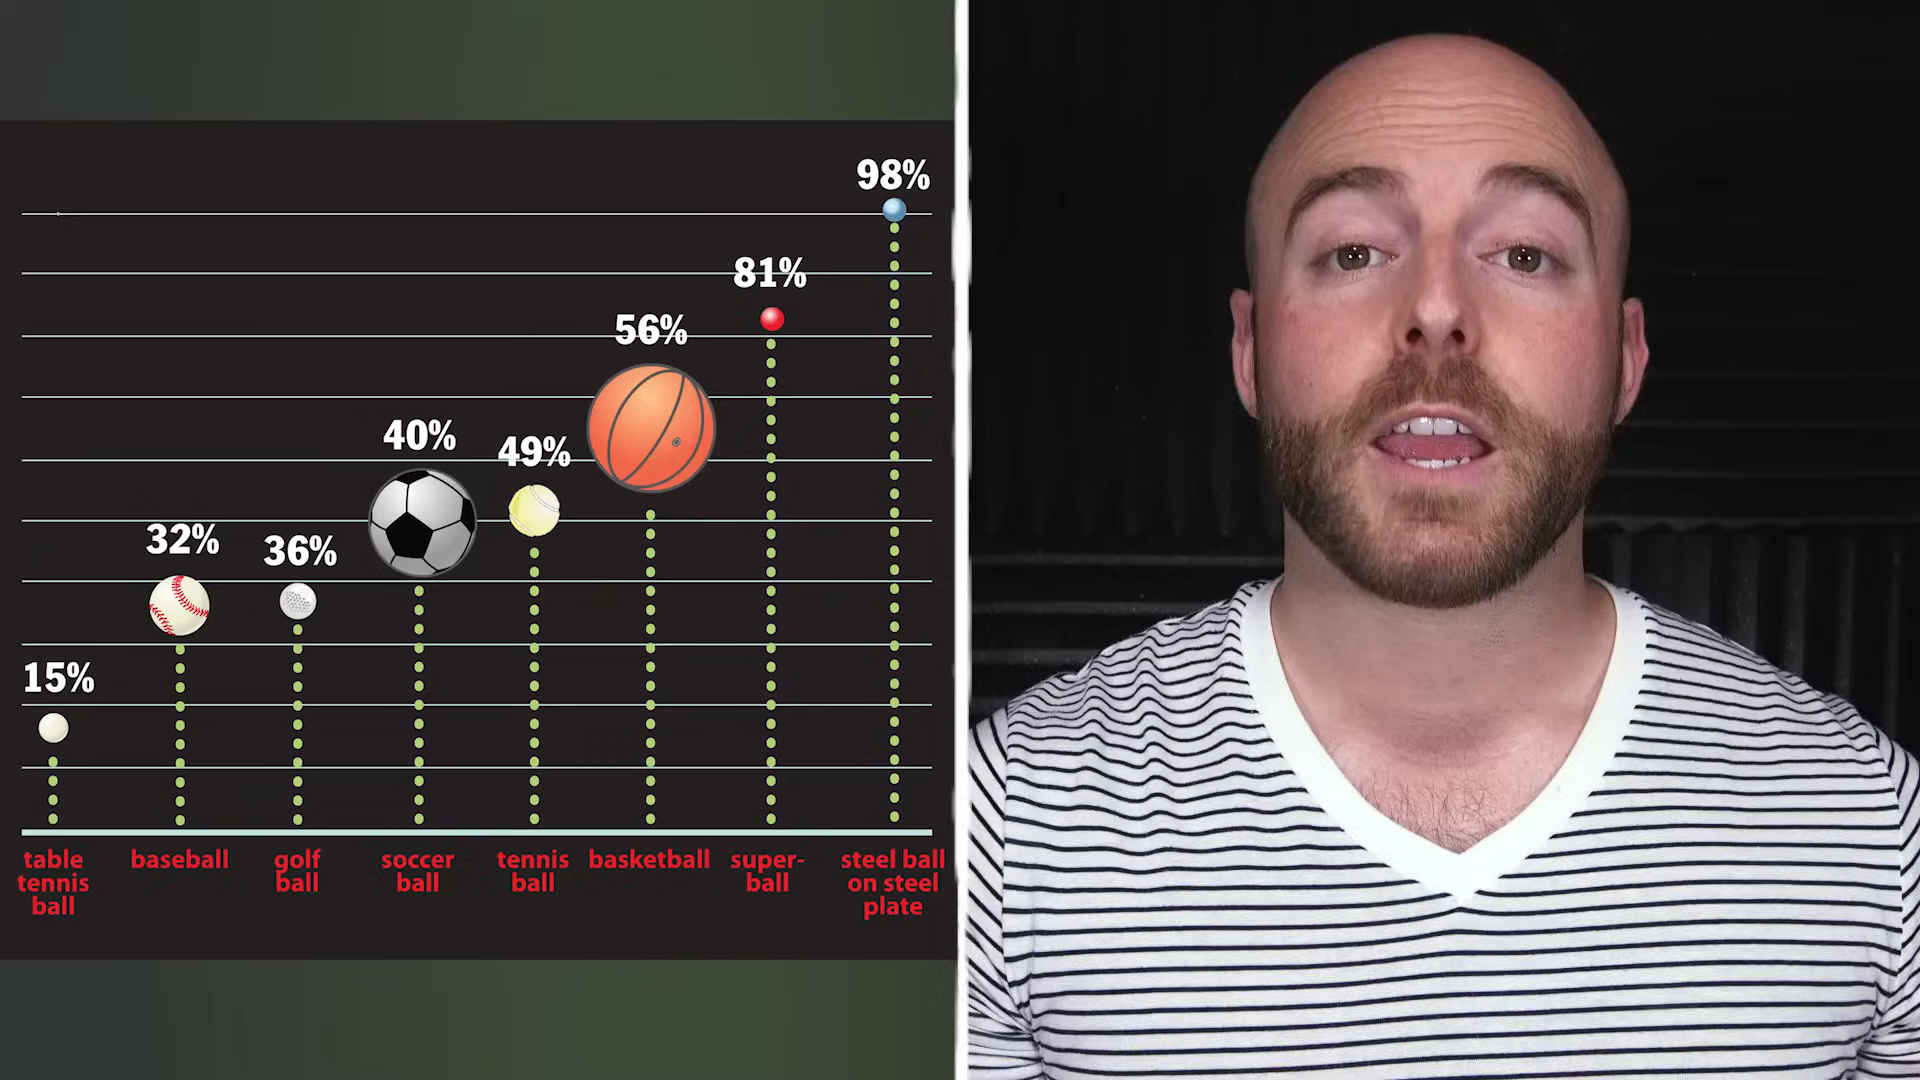 98%
81%
56%
40%
49%
32%
36%
15%
table
tennis
ball
baseball
golf
ball
soccer
ball
tennis
ball
basketball
super-
ball
steel ball
on steel
plate